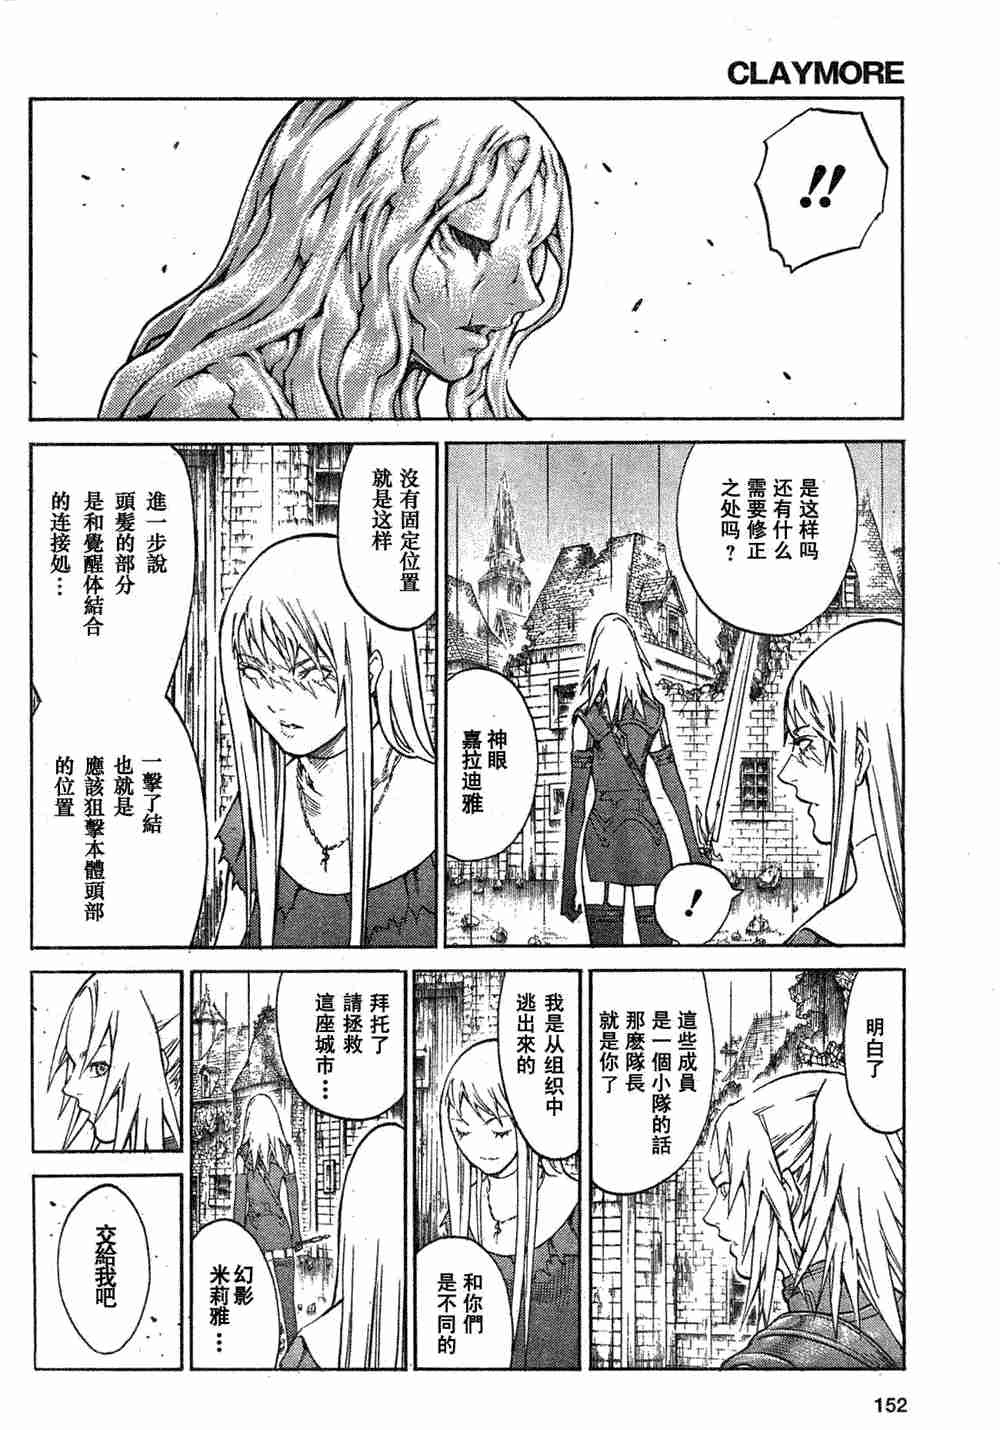 CLAYMORE
!!
是这样吗
还有什么
需要修正
之处吗？
神眼
嘉拉迪雅
！
沒有固定位置
就是这样
進一步說
頭髮的部分
是和覺醒体結合
的连接処…
一擊了結
也就是
應該狙擊本體頭部
的位置
明白了
這些成員
是一個小隊的話
那麽隊長
就是你了
我是从组织中
逃出來的
和你們
是不同的
拜托了
請拯救
這座城市…
幻影
米莉雅…
交給我吧
152